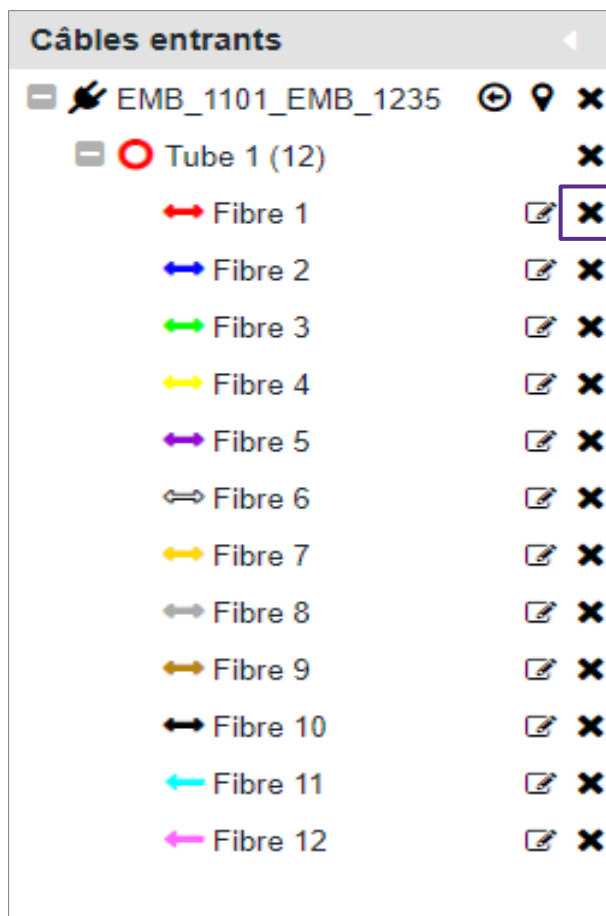 Câbles entrants
EMB_1101_EMB_1235
Tube 1 (12)
Fibre 1
Fibre 2
Fibre 3
Fibre 4
Fibre 5
Fibre 6
Fibre 7
Fibre 8
Fibre 9
Fibre 10
Fibre 11
Fibre 12